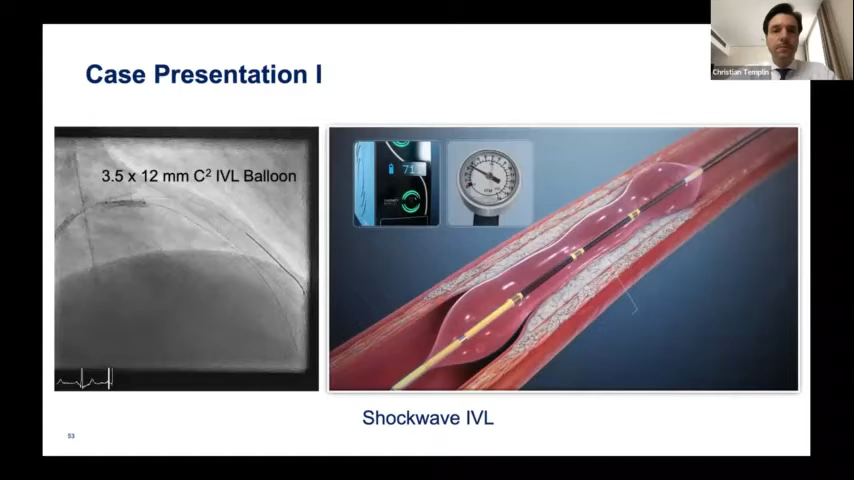 Christian Templin
Case Presentation I
3.5 x 12 mm C² IVL Balloon
71
Shockwave IVL
53